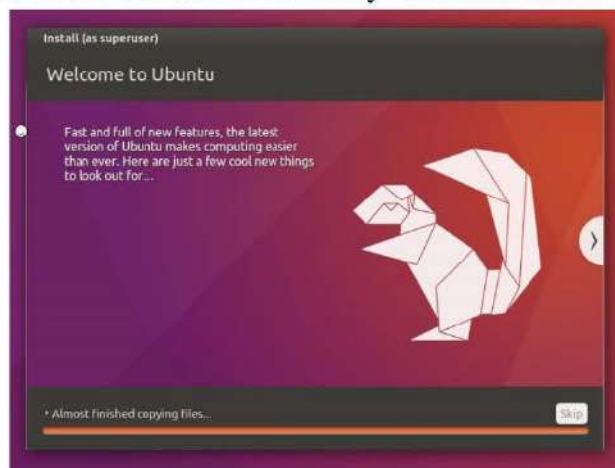 Install (as superuser)
Welcome to Ubuntu
Fast and full of new features, the latest
version of Ubuntu makes computing easier
than ever. Here are just a few cool new things
to look out for...
Almost finished copying files...
Skip